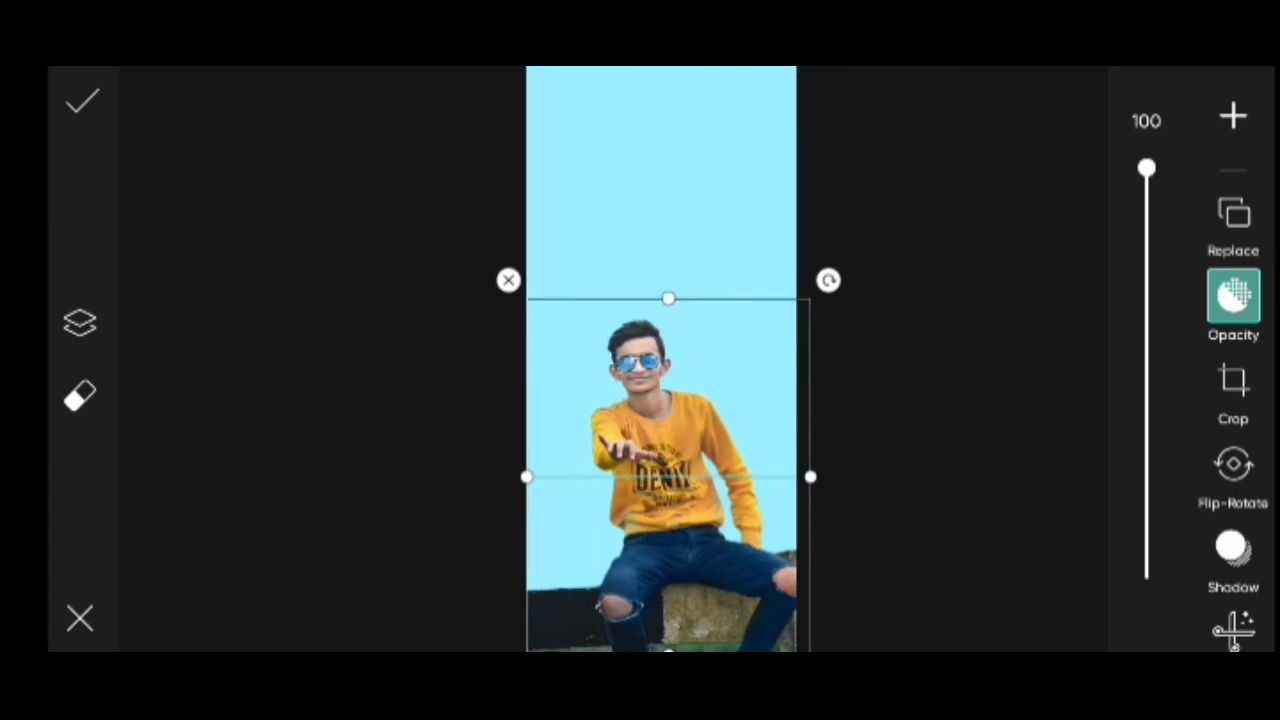 100
Replace
Opacity
Crop
Flip-Rotate
Shadow
DENIM